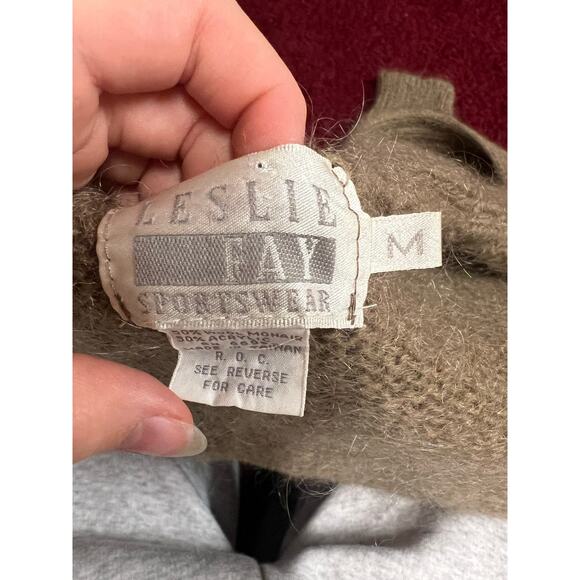 LESLIE
FAY
SPORTSWEAR
M
R. O. C.
SEE REVERSE
FOR CARE